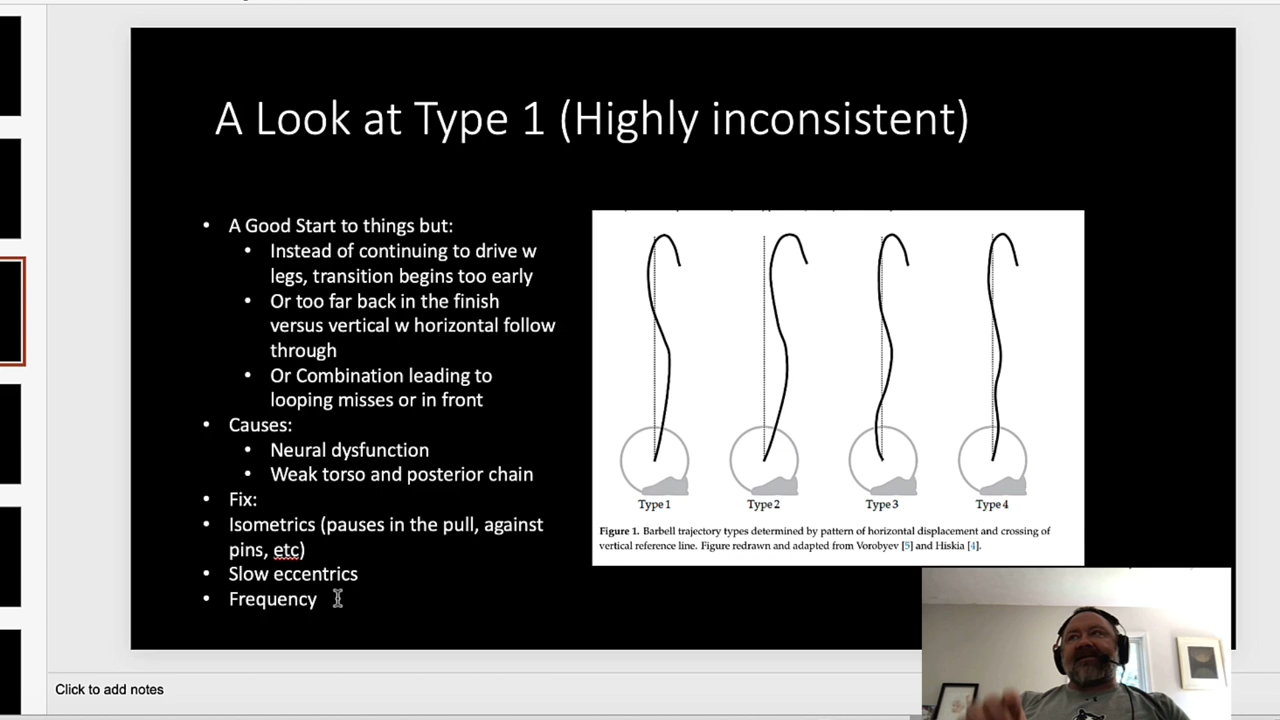 A Look at Type 1 (Highly inconsistent)
• A Good Start to things but:
• Instead of continuing to drive w
legs, transition begins too early
• Or too far back in the finish
versus vertical w horizontal follow
through
• Or Combination leading to
looping misses or in front
• Causes:
• Neural dysfunction
• Weak torso and posterior chain
• Fix:
• Isometrics (pauses in the pull, against
pins, etc)
• Slow eccentrics
• Frequency
Type 1
Type 2
Type 3
Type 4
Figure 1. Barbell trajectory types determined by pattern of horizontal displacement and crossing of
vertical reference line. Figure redrawn and adapted from Vorobyev [5] and Hiskia [4].
Click to add notes